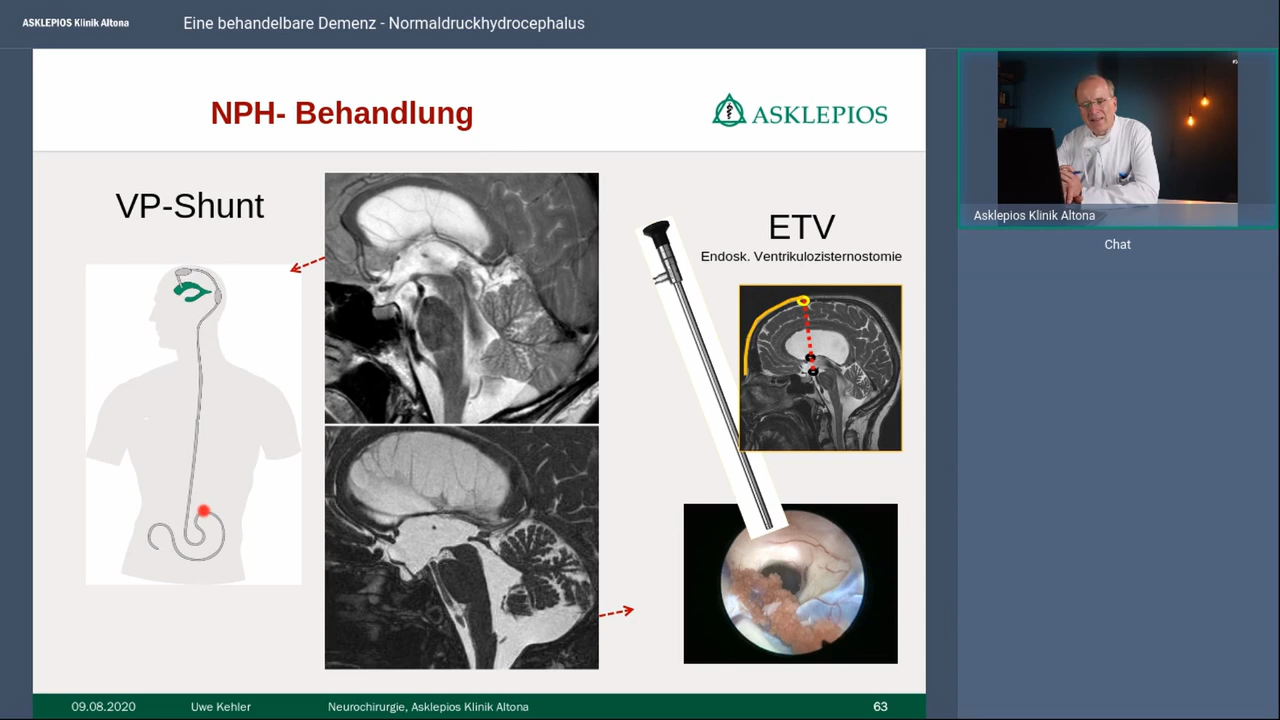 ASKLEPIOS Klinik Altona
Eine behandelbare Demenz - Normaldruckhydrocephalus
NPH- Behandlung
ASKLEPIOS
VP-Shunt
ETV
Endosk. Ventrikulozisternostomie
Asklepios Klinik Altona
Chat
09.08.2020
Uwe Kehler
Neurochirurgie, Asklepios Klinik Altona
63